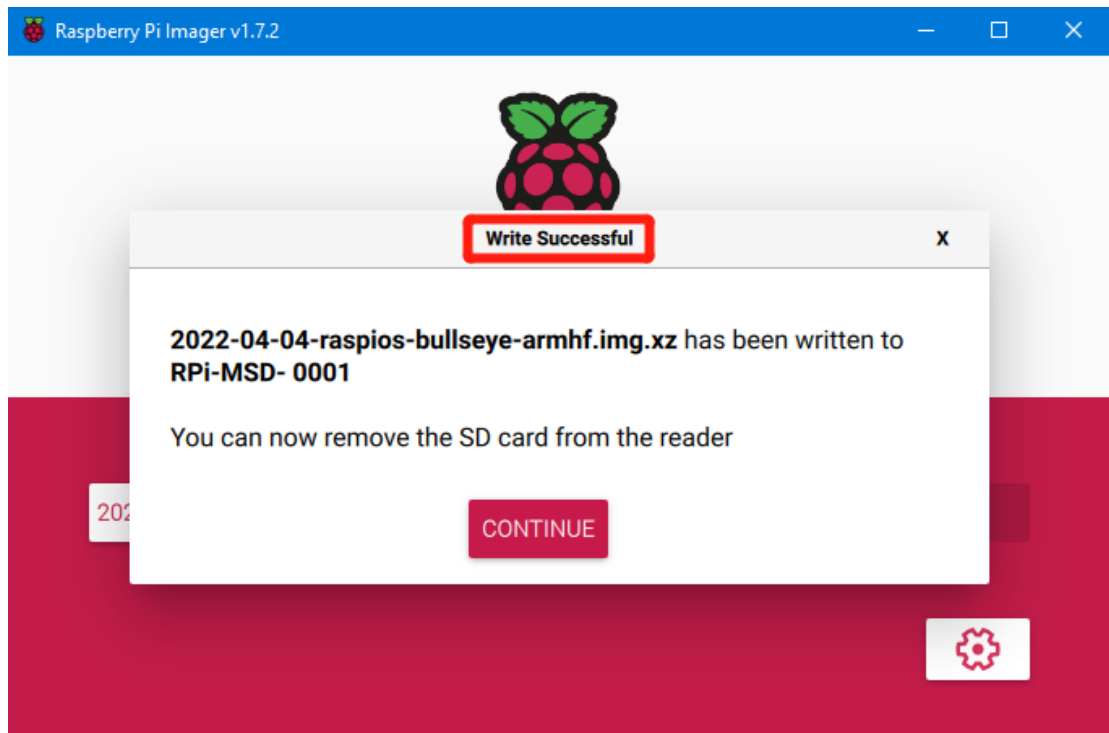 Raspberry Pi Imager v1.7.2
Write Successful
X
2022-04-04-raspios-bullseye-armhf.img.xz has been written to
RPi-MSD- 0001
You can now remove the SD card from the reader
202
CONTINUE